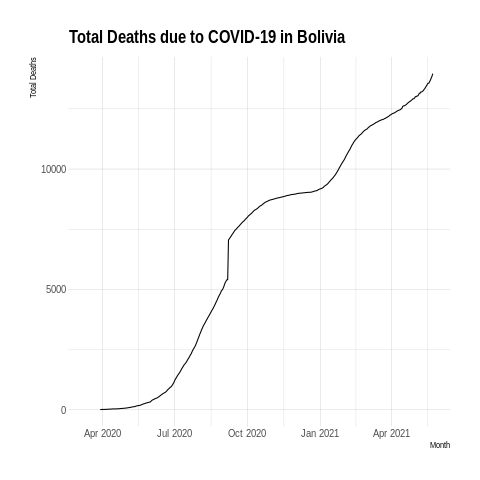 Total Deaths due to COVID-19 in Bolivia
Total Deaths
10000
5000
0
Apr 2020 Jul 2020 Oct 2020 Jan 2021 Apr 2021
Month